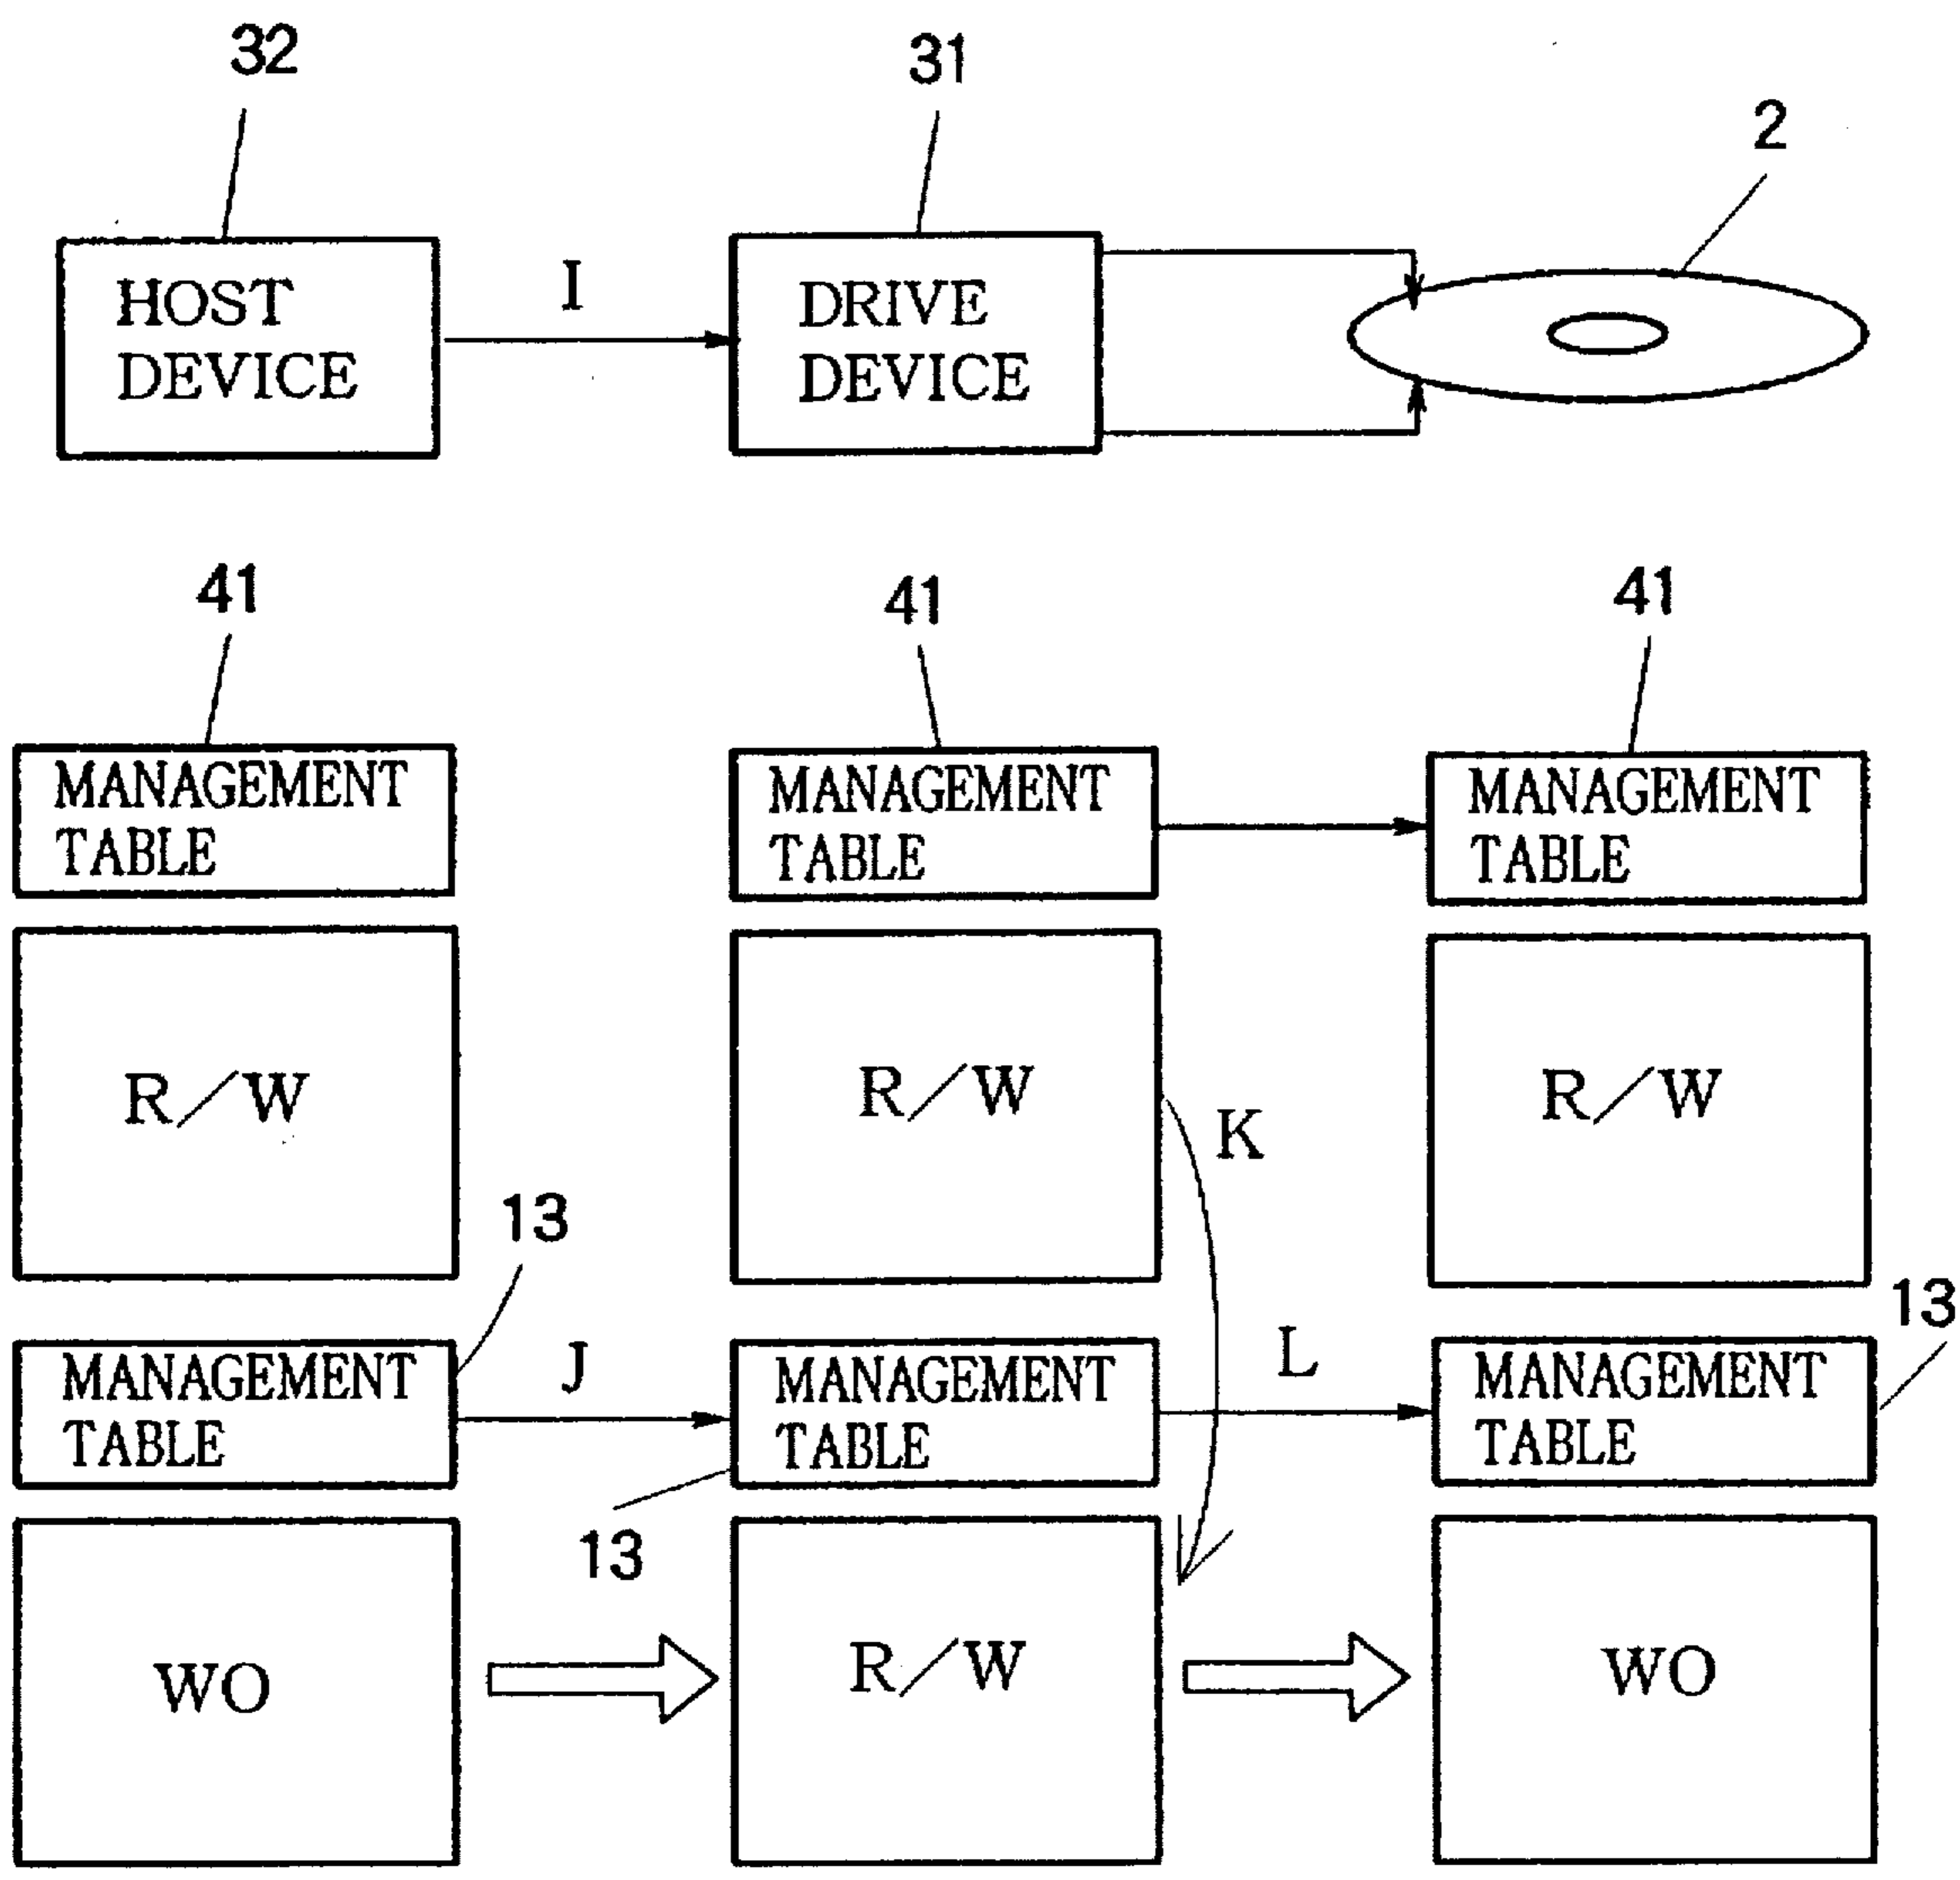 32
31
2
HOST
DEVICE
I
DRIVE
DEVICE
41
41
41
MANAGEMENT
TABLE
MANAGEMENT
TABLE
MANAGEMENT
TABLE
R/W
R/W
K
R/W
13
13
MANAGEMENT
TABLE
J
MANAGEMENT
TABLE
L
MANAGEMENT
TABLE
13
WO
R/W
WO